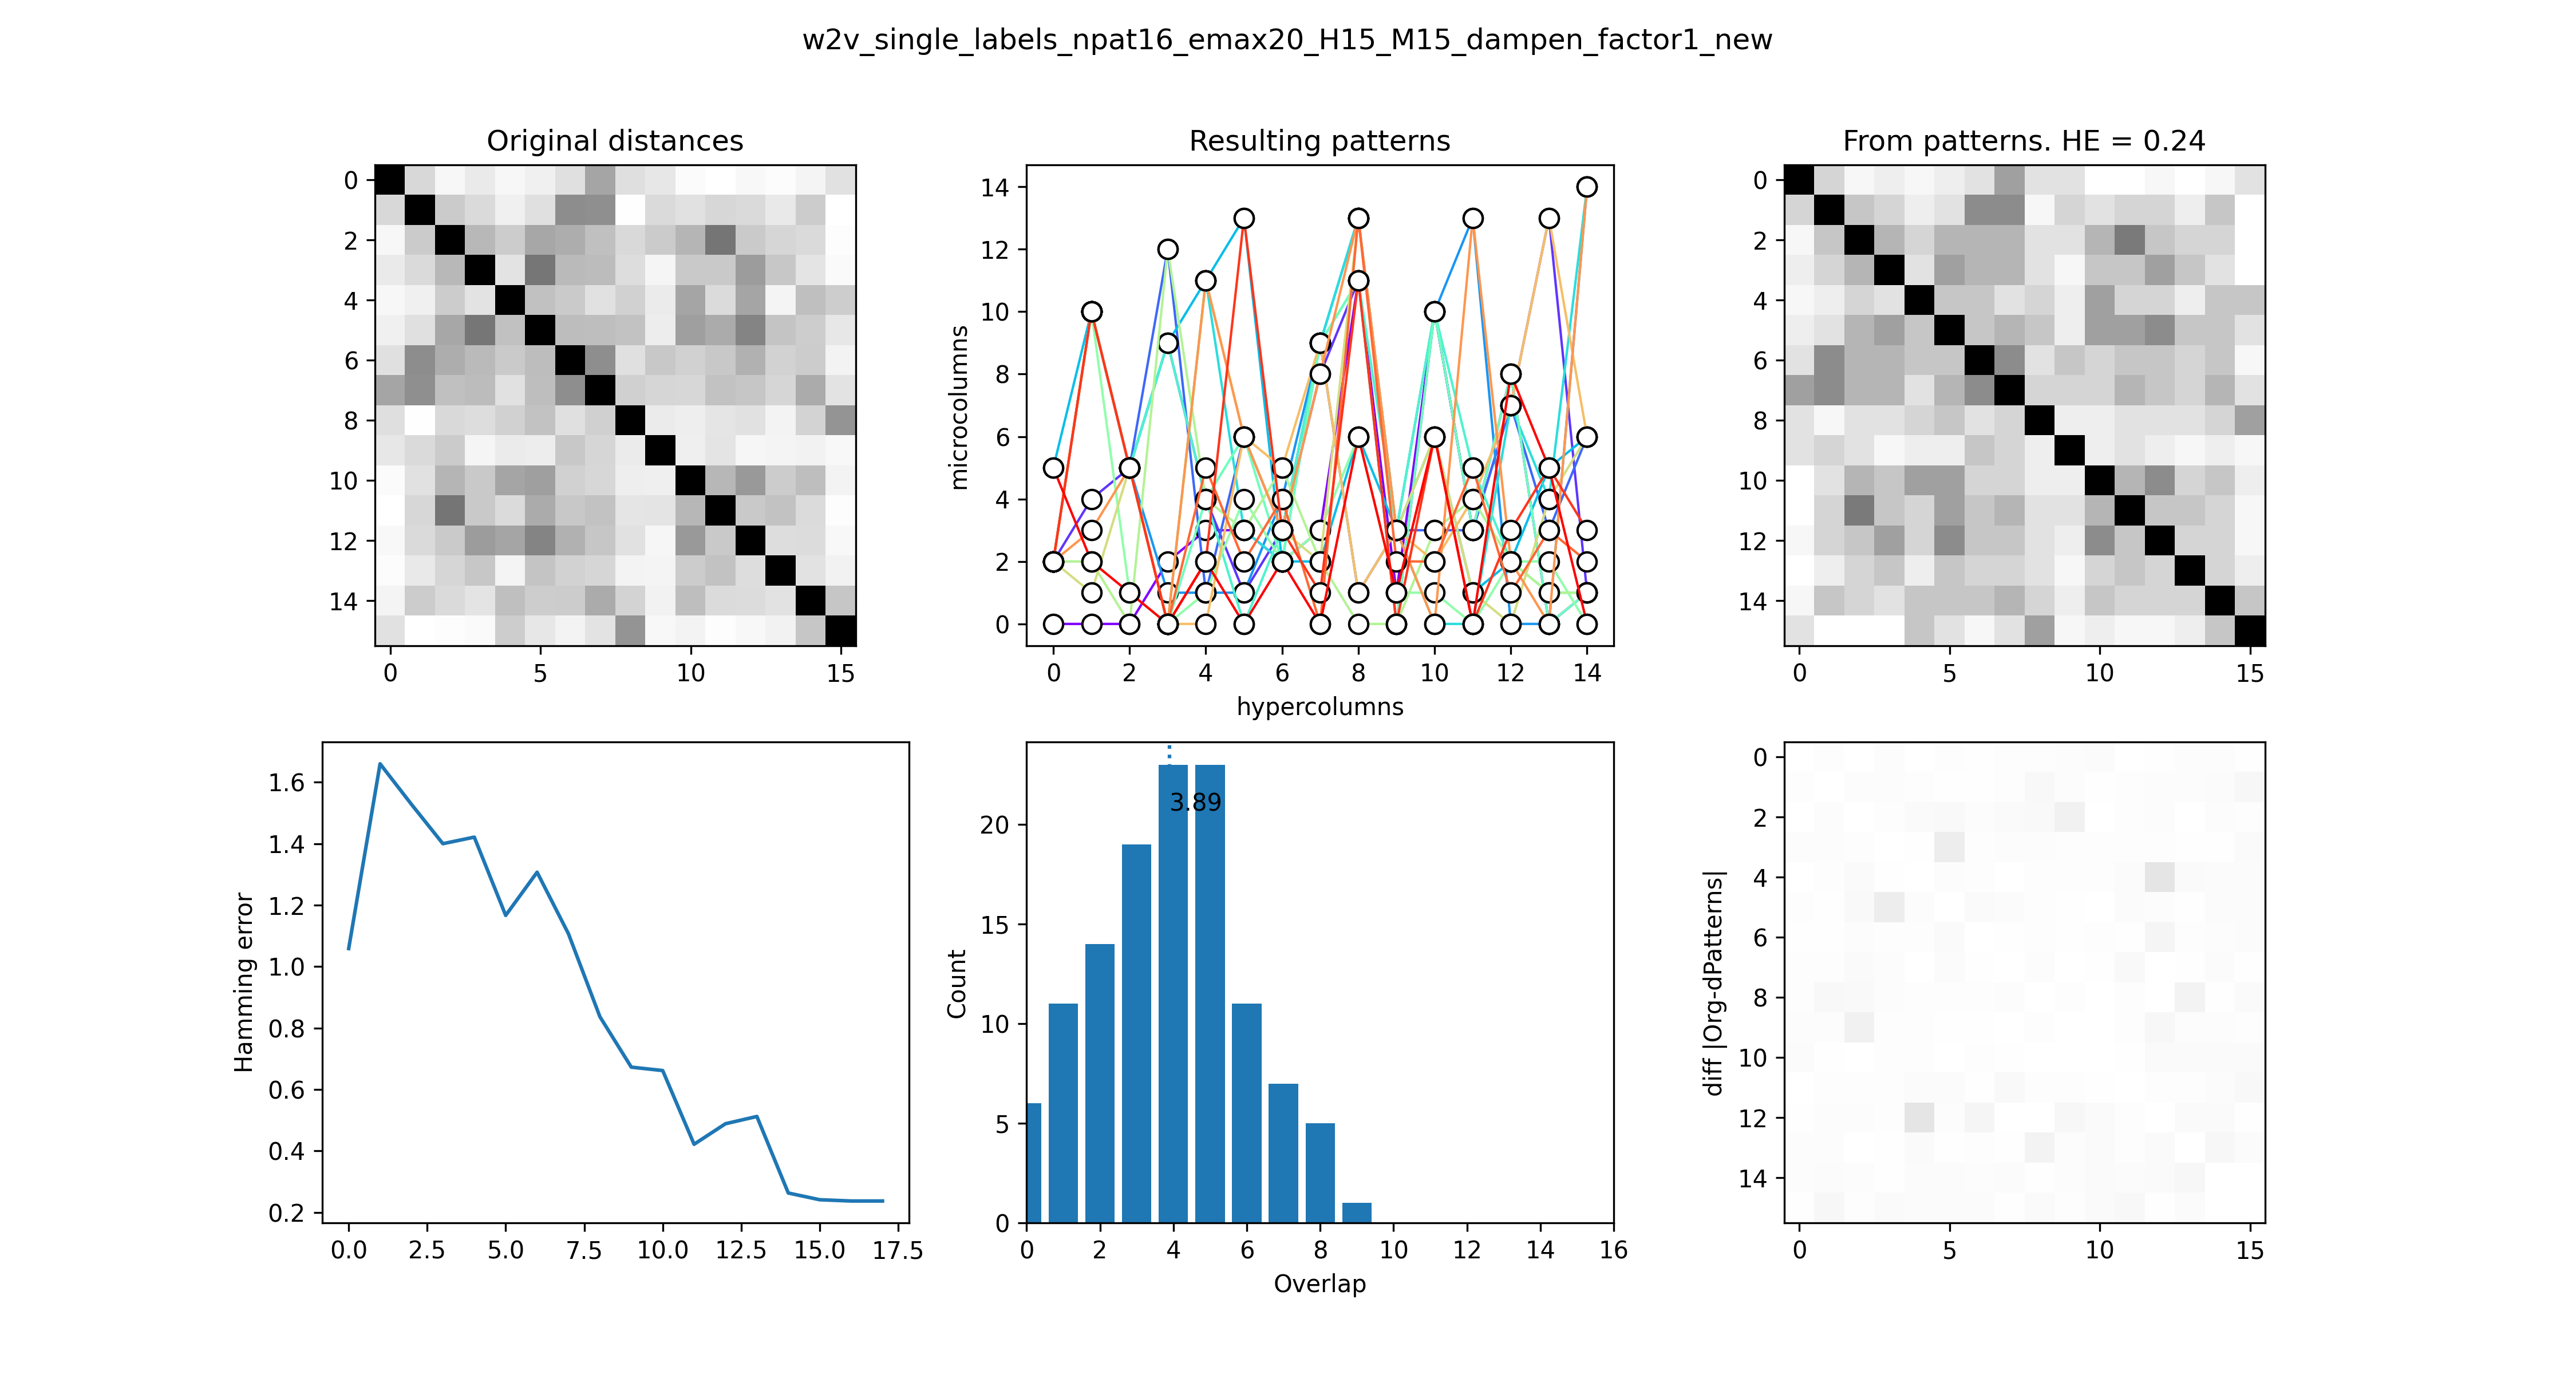 w2v_single_labels_npat16_emax20_H15_M15_dampen_factor1_new
Original distances
0
2
4
6
8
10
12
14
0 5 10 15
Resulting patterns
microcolumns
14
12
10
8
6
4
2
0
0 2 4 6 8 10 12 14
hypercolumns
From patterns. HE = 0.24
0
2
4
6
8
10
12
14
0 5 10 15
Hamming error
1.6
1.4
1.2
1.0
0.8
0.6
0.4
0.2
0.0 2.5 5.0 7.5 10.0 12.5 15.0 17.5
Count
20
15
10
5
0
3.89
0 2 4 6 8 10 12 14 16
Overlap
diff |Org-dPatterns|
0
2
4
6
8
10
12
14
0 5 10 15